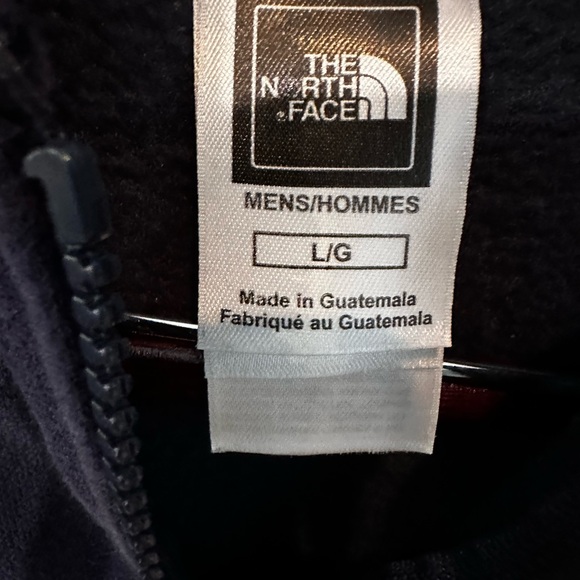 THE
NORTH
FACE
MENS/HOMMES
L/G
Made in Guatemala
Fabriqué au Guatemala